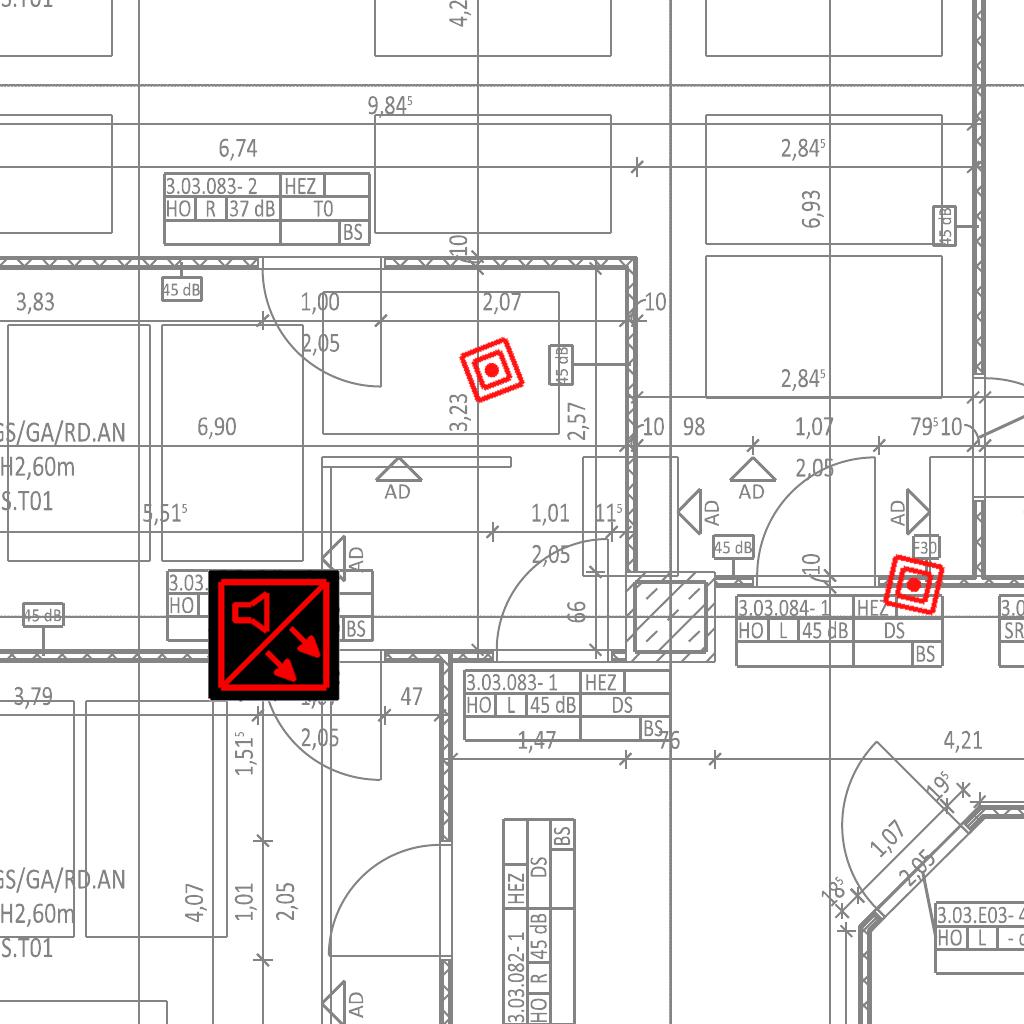 9,84⁵
6,74
2,84⁵
3.03.083- 2 HEZ
HO R 37 dB T0
BS
6,93
45 dB
10
45 dB
3,83
1,00
2,07
10
2,05
45 dB
2,84⁵
3,23
2,57
GS/GA/RD.AN
6,90
10
98
1,07
79⁵
10
H2,60m
2,05
S.T01
AD
AD
AD
AD
5,51⁵
1,01
11⁵
2,05
AD
45 dB
F30
10
3.03.
HO
BS
45 dB
66
3.03.084- 1 HEZ
HO L 45 dB DS
BS
3.0
SR
3,79
47
3.03.083- 1 HEZ
HO L 45 dB DS
BS
2,05
1,51⁵
1,47
76
4,21
19⁵
1,07
2,05
18⁵
BS
DS
HEZ
GS/GA/RD.AN
H2,60m
S.T01
4,07
1,01
2,05
45 dB
3.03.082- 1
HO R
3.03.E03- 4
HO L
AD